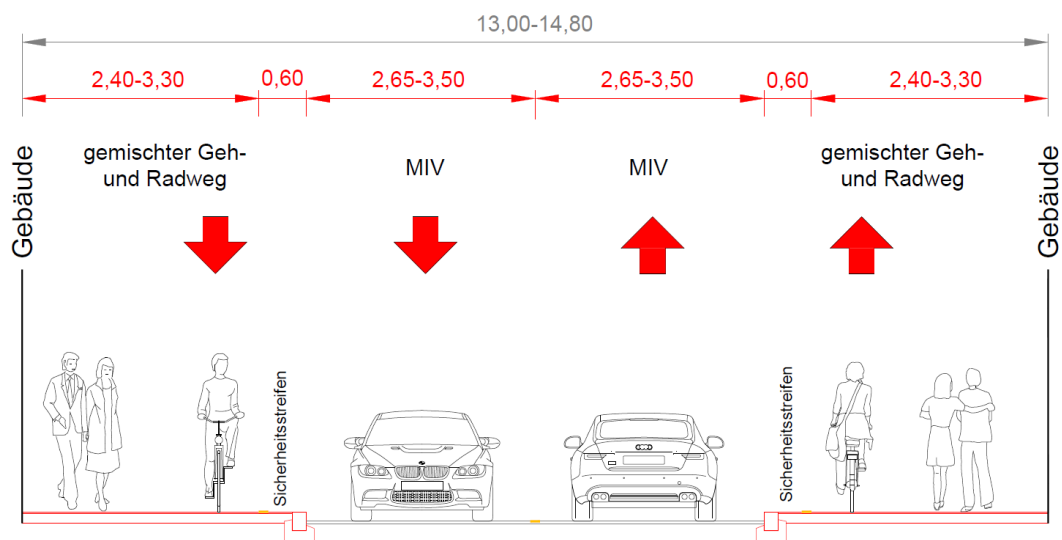 13,00-14,80
2,40-3,30
0,60
2,65-3,50
2,65-3,50
0,60
2,40-3,30
Gebäude
gemischter Geh-
und Radweg
MIV
MIV
gemischter Geh-
und Radweg
Gebäude
Sicherheitsstreifen
Sicherheitsstreifen